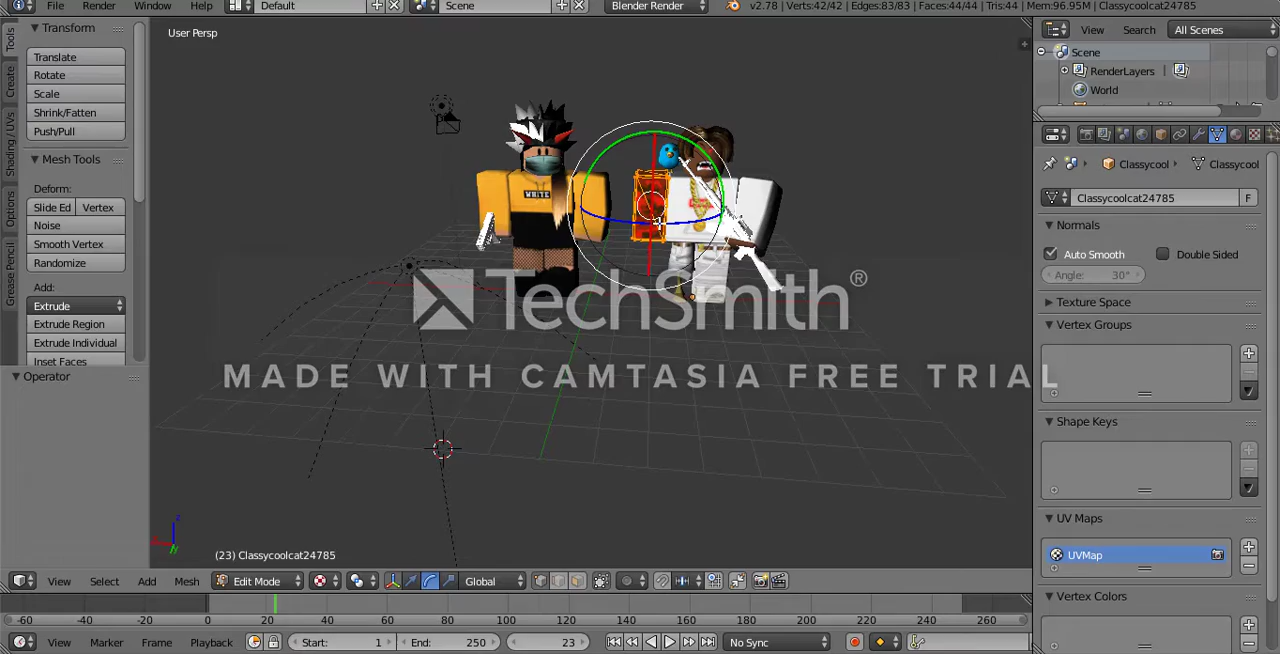 File Render Window Help Default Scene Blender Render v2.78 | Verts:42/42 | Edges:83/83 | Faces:44/44 | Tris:44 | Mem:96.95M | Classycoolcat24785
User Persp
Tools
Create
Shading / UVs
Options
Grease Pencil
Transform
Translate
Rotate
Scale
Shrink/Fatten
Push/Pull
Mesh Tools
Deform:
Slide Ed Vertex
Noise
Smooth Vertex
Randomize
Add:
Extrude
Extrude Region
Extrude Individual
Inset Faces
Operator
WHITE
TechSmith®
MADE WITH CAMTASIA FREE TRIAL
(23) Classycoolcat24785
View Search All Scenes
Scene
RenderLayers
World
Classycool Classycool
Classycoolcat24785 F
Normals
Auto Smooth Double Sided
Angle: 30°
Texture Space
Vertex Groups
Shape Keys
UV Maps
UVMap
Vertex Colors
View Select Add Mesh Edit Mode Global
-60 -40 -20 0 20 40 60 80 100 120 140 160 180 200 220 240 260
View Marker Frame Playback Start: 1 End: 250 23 No Sync